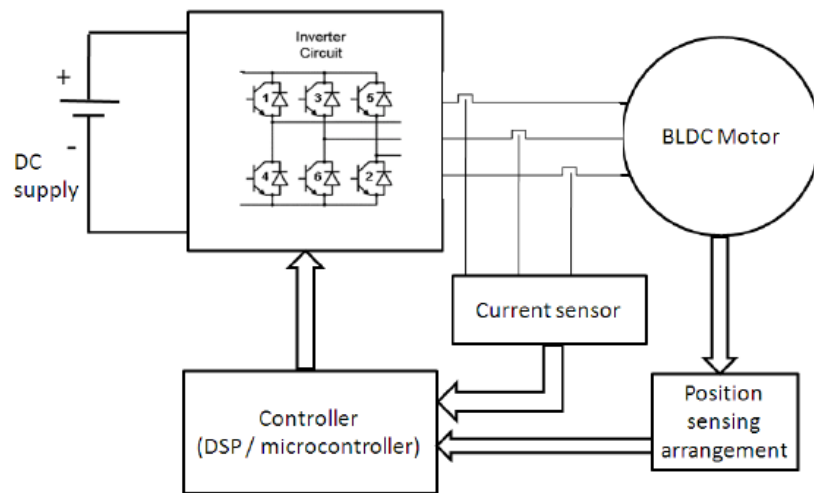 Inverter
Circuit
+
1 3 5
4 6 2
-
DC
supply
BLDC Motor
Current sensor
Controller
(DSP / microcontroller)
Position
sensing
arrangement